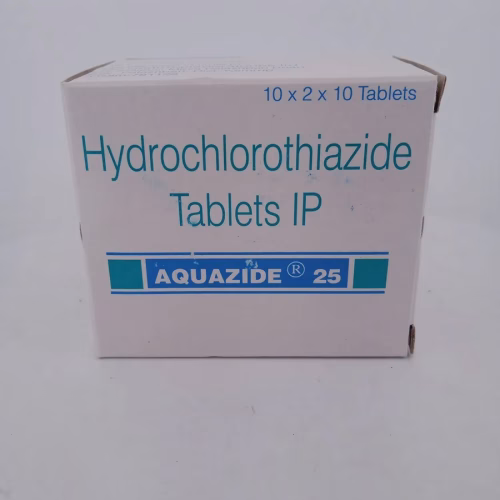 10 x 2 x 10 Tablets
Hydrochlorothiazide
Tablets IP
AQUAZIDE® 25